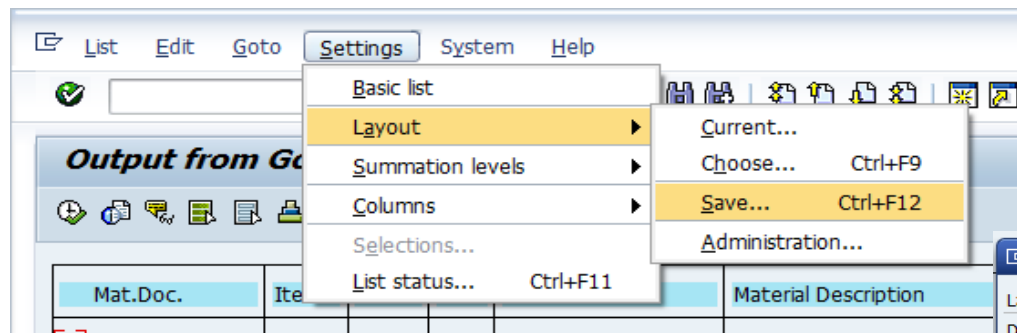 List Edit Goto Settings System Help
Basic list
Layout
Current...
Output from Go
Choose... Ctrl+F9
Summation levels
Save... Ctrl+F12
Columns
Administration...
Selections...
List status... Ctrl+F11
Mat.Doc. Ite Material Description